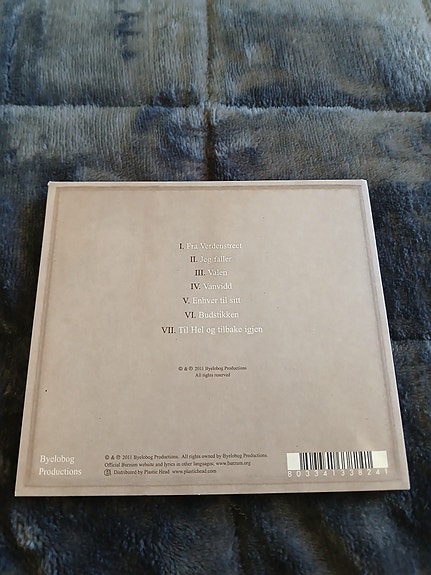 I. Fra Verdenstreet
II. Jeg faller
III. Valen
IV. Vanvidd
V. Enhver til sitt
VI. Budstikken
VII. Til Hel og tilbake igjen
© & ℗ 2011 Byelobog Productions
All rights reserved
Byelobog
Productions
© & ℗ 2011 Byelobog Productions. All rights owned by Byelobog Productions.
Official Burzum website and lyrics in other languages; www.burzum.org
Distributed by Plastic Head www.plastichead.com